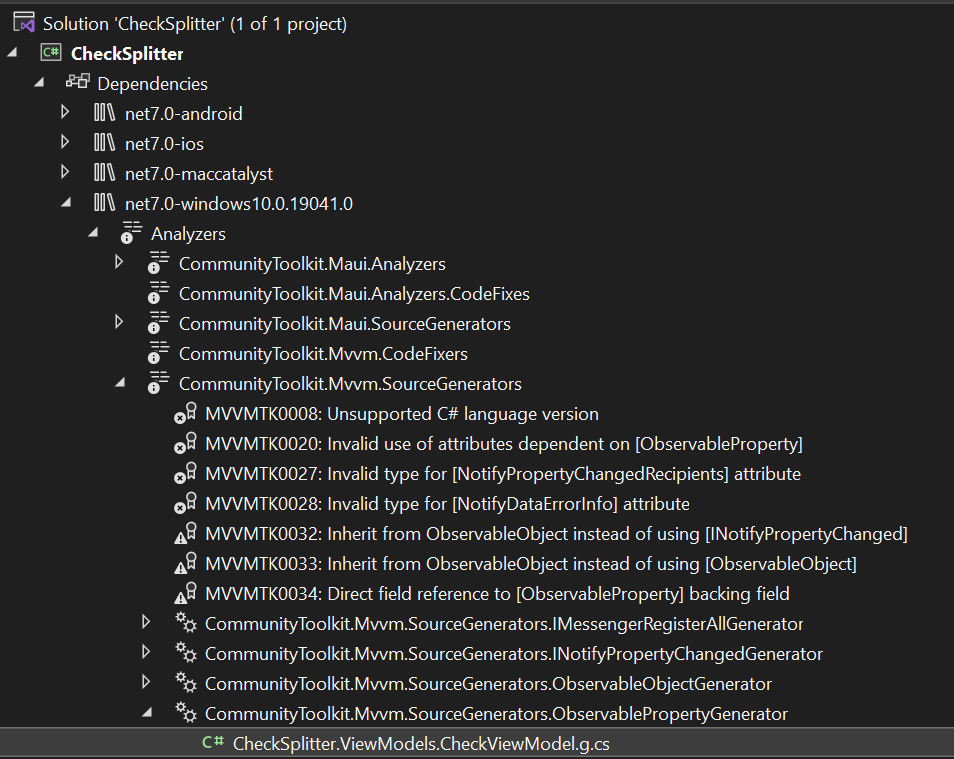 Solution 'CheckSplitter' (1 of 1 project)
C# CheckSplitter
Dependencies
net7.0-android
net7.0-ios
net7.0-maccatalyst
net7.0-windows10.0.19041.0
Analyzers
CommunityToolkit.Maui.Analyzers
CommunityToolkit.Maui.Analyzers.CodeFixes
CommunityToolkit.Maui.SourceGenerators
CommunityToolkit.Mvvm.CodeFixers
CommunityToolkit.Mvvm.SourceGenerators
MVVMTK0008: Unsupported C# language version
MVVMTK0020: Invalid use of attributes dependent on [ObservableProperty]
MVVMTK0027: Invalid type for [NotifyPropertyChangedRecipients] attribute
MVVMTK0028: Invalid type for [NotifyDataErrorInfo] attribute
MVVMTK0032: Inherit from ObservableObject instead of using [INotifyPropertyChanged]
MVVMTK0033: Inherit from ObservableObject instead of using [ObservableObject]
MVVMTK0034: Direct field reference to [ObservableProperty] backing field
CommunityToolkit.Mvvm.SourceGenerators.IMessengerRegisterAllGenerator
CommunityToolkit.Mvvm.SourceGenerators.INotifyPropertyChangedGenerator
CommunityToolkit.Mvvm.SourceGenerators.ObservableObjectGenerator
CommunityToolkit.Mvvm.SourceGenerators.ObservablePropertyGenerator
C# CheckSplitter.ViewModels.CheckViewModel.g.cs